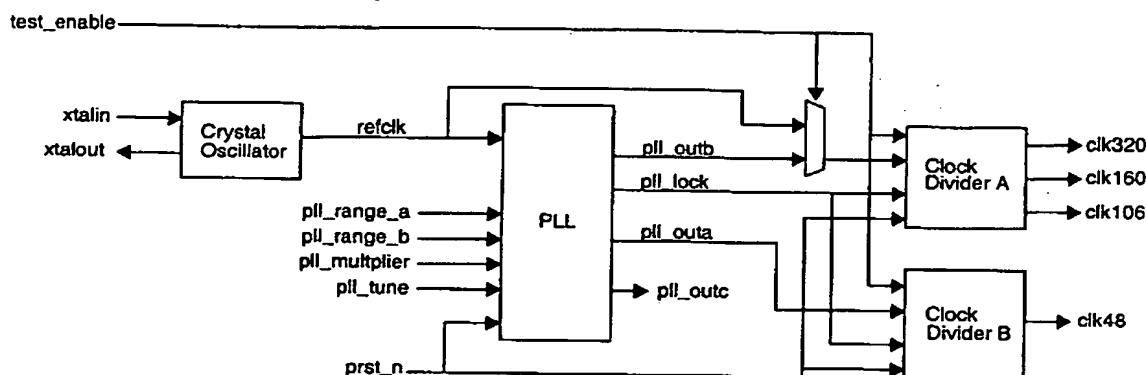 test_enable
xtalin
xtalout
Crystal
Oscillator
refclk
PLL
pll_outb
pll_lock
pll_outa
pll_outc
pll_range_a
pll_range_b
pll_multplier
pll_tune
prst_n
Clock
Divider A
clk320
clk160
clk106
Clock
Divider B
clk48